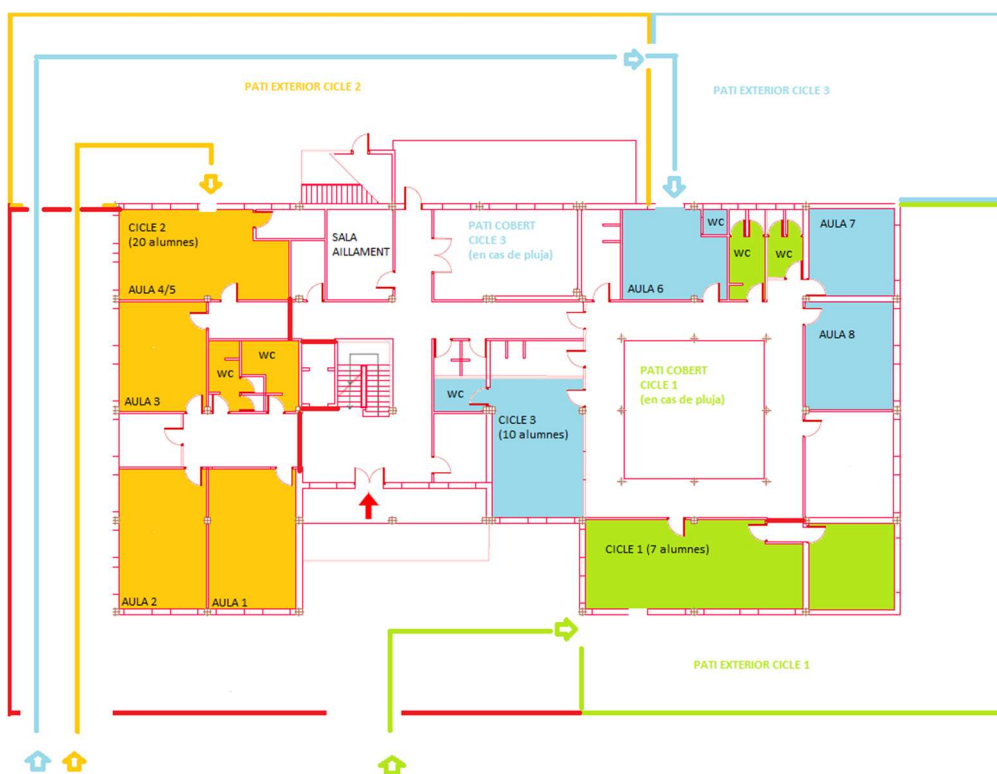 PATI EXTERIOR CICLE 2
PATI EXTERIOR CICLE 3
CICLE 2
(20 alumnes)
AULA 4/5
SALA
AILLAMENT
PATI COBERT
CICLE 3
(en cas de pluja)
AULA 6
WC
WC
WC
AULA 7
AULA 8
AULA 3
WC
WC
WC
CICLE 3
(10 alumnes)
PATI COBERT
CICLE 1
(en cas de pluja)
AULA 2
AULA 1
CICLE 1 (7 alumnes)
PATI EXTERIOR CICLE 1